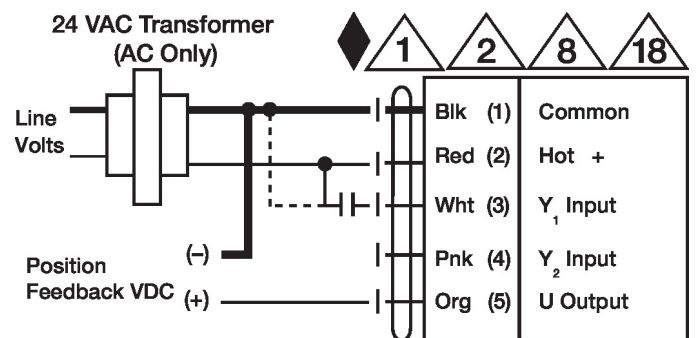 24 VAC Transformer
(AC Only)
1 2 8 18
Line
Volts
Blk (1) Common
Red (2) Hot +
Wht (3) Y1 Input
Pnk (4) Y2 Input
Org (5) U Output
Position
Feedback VDC
(-)
(+)